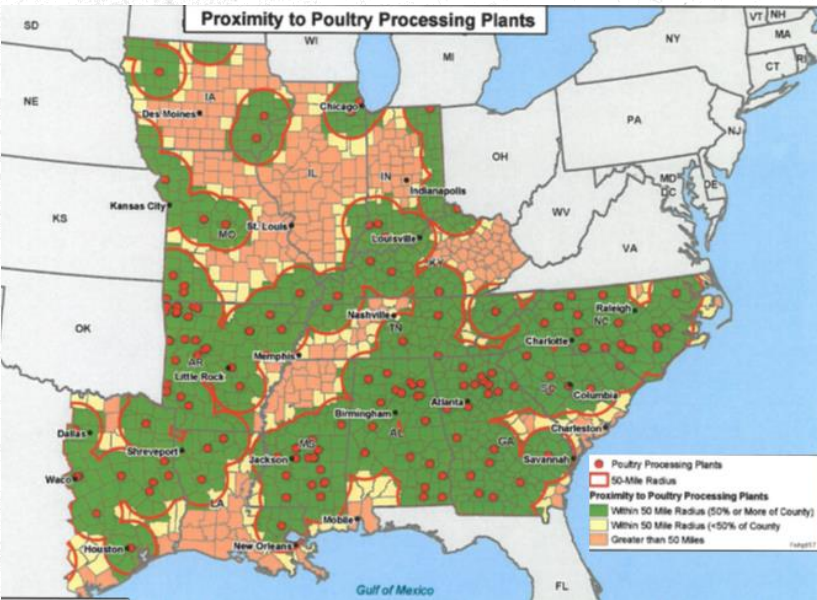 Proximity to Poultry Processing Plants
SD
WI
MI
NY
VT
NH
MA
CT
RI
NE
IA
Des Moines
Chicago
PA
NJ
OH
IL
IN
Indianapolis
MD
DC
DE
KS
Kansas City
MO
St. Louis
Louisville
KY
WV
VA
OK
Nashville
TN
Raleigh
NC
Charlotte
AR
Little Rock
Memphis
SC
Columbia
Atlanta
Birmingham
Dallas
Shreveport
Jackson
MS
AL
GA
Charleston
Savannah
Waco
LA
Mobile
Houston
New Orleans
FL
Gulf of Mexico
Poultry Processing Plants
50-Mile Radius
Proximity to Poultry Processing Plants
Within 50 Mile Radius (50% or More of County)
Within 50 Mile Radius (<50% of County
Greater than 50 Miles